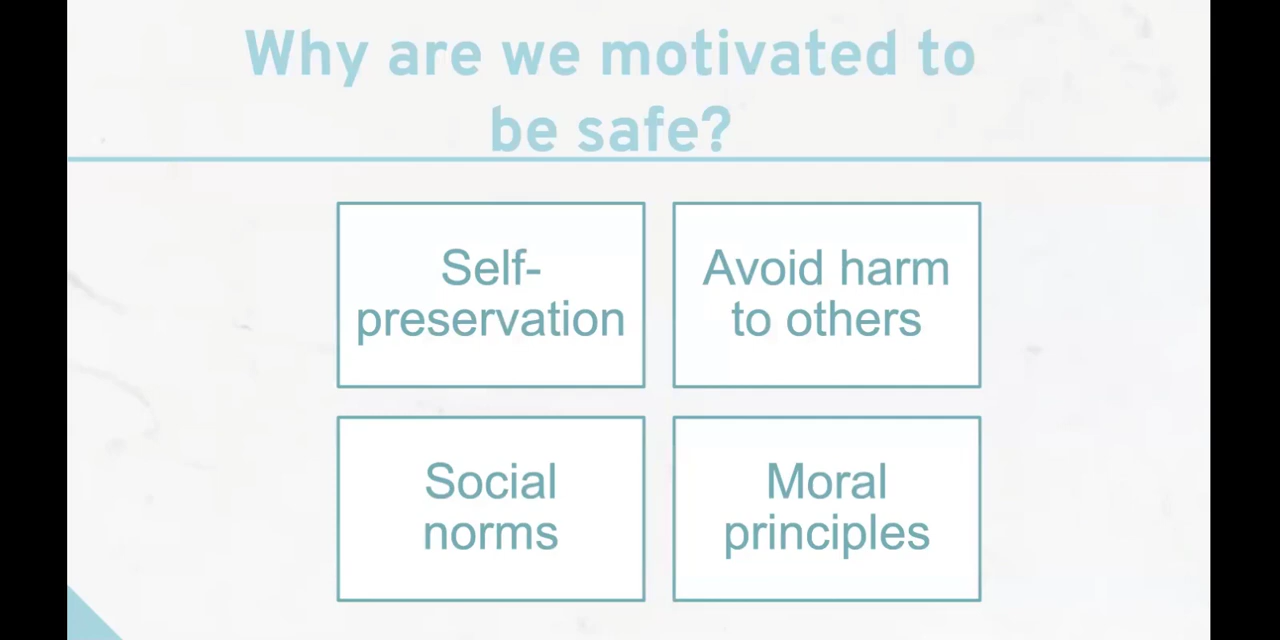 Why are we motivated to
be safe?
Self-
preservation
Avoid harm
to others
Social
norms
Moral
principles